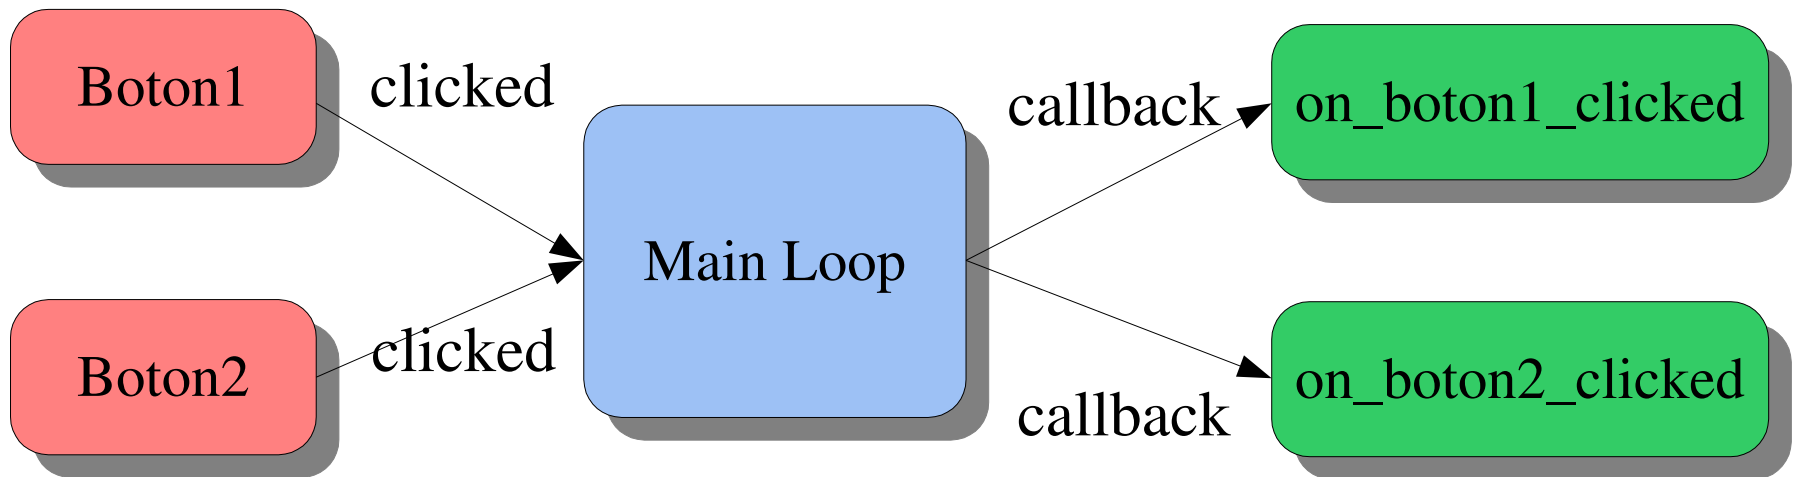 Boton1
clicked
callback
on_boton1_clicked
Main Loop
Boton2
clicked
callback
on_boton2_clicked